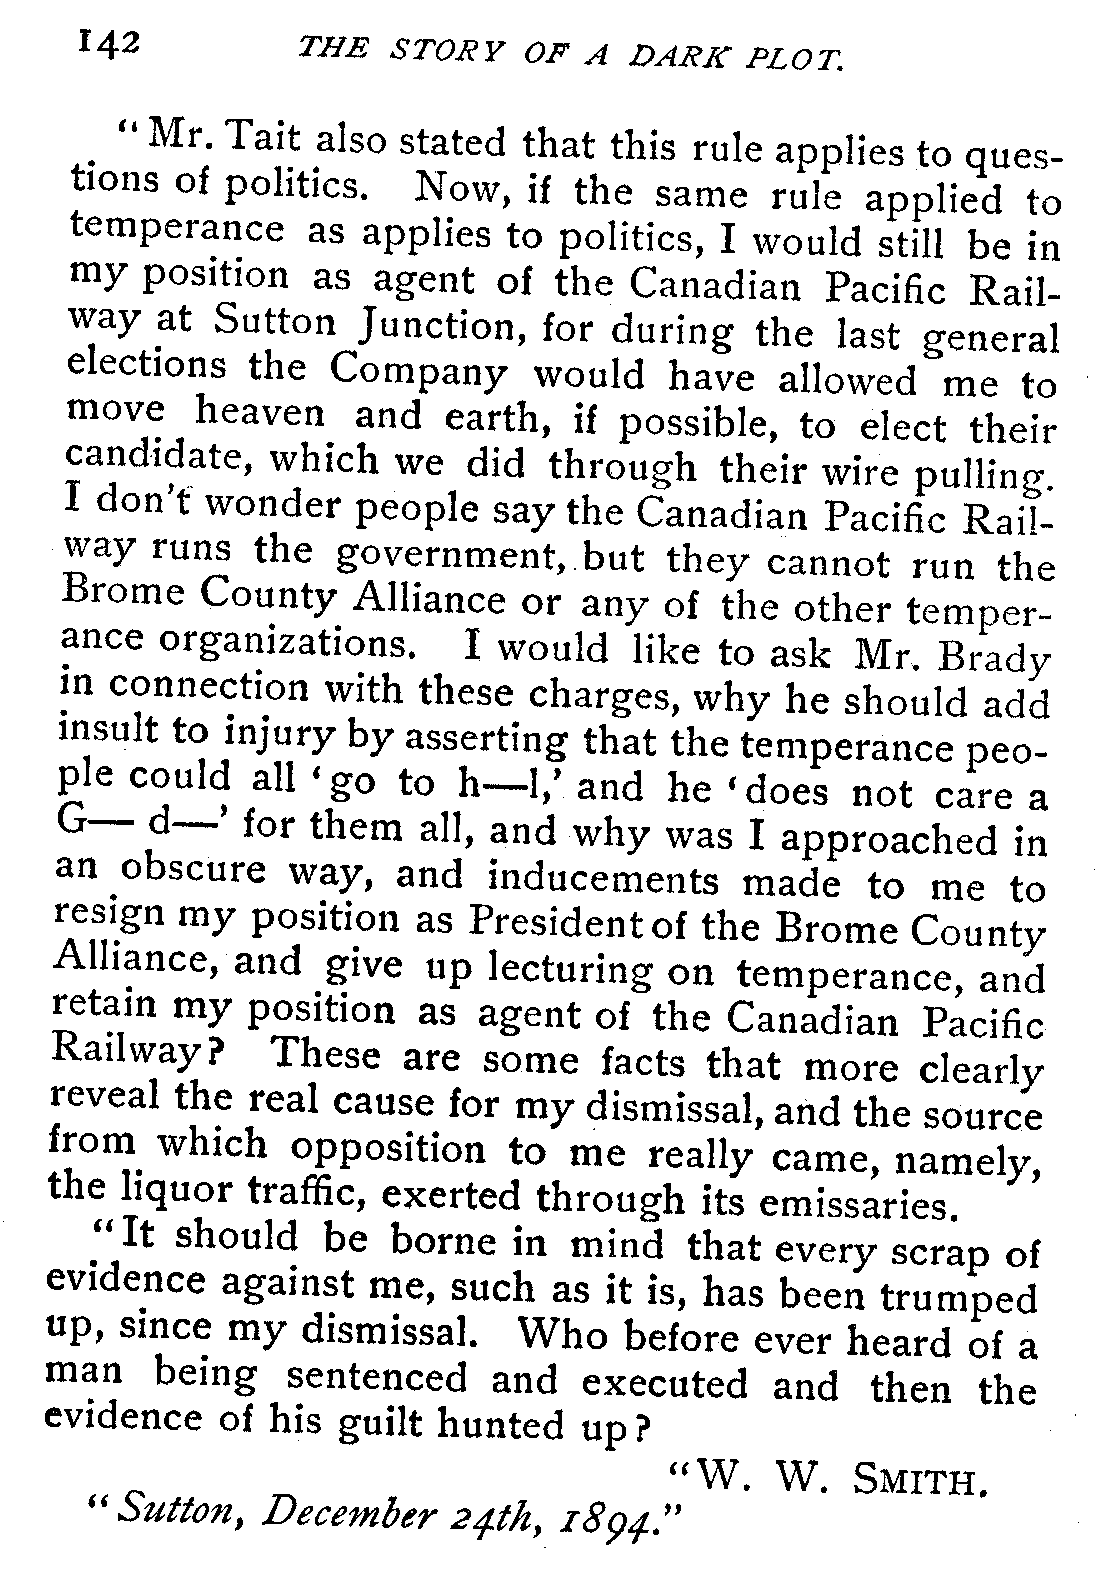 142 THE STORY OF A DARK PLOT.
“Mr. Tait also stated that this rule applies to ques-
tions of politics. Now, if the same rule applied to
temperance as applies to politics, I would still be in
my position as agent of the Canadian Pacific Rail-
way at Sutton Junction, for during the last general
elections the Company would have allowed me to
move heaven and earth, if possible, to elect their
candidate, which we did through their wire pulling.
I don't wonder people say the Canadian Pacific Rail-
way runs the government, but they cannot run the
Brome County Alliance or any of the other temper-
ance organizations. I would like to ask Mr. Brady
in connection with these charges, why he should add
insult to injury by asserting that the temperance peo-
ple could all ‘go to h—l,’ and he ‘does not care a
G— d—’ for them all, and why was I approached in
an obscure way, and inducements made to me to
resign my position as President of the Brome County
Alliance, and give up lecturing on temperance, and
retain my position as agent of the Canadian Pacific
Railway? These are some facts that more clearly
reveal the real cause for my dismissal, and the source
from which opposition to me really came, namely,
the liquor traffic, exerted through its emissaries.
“It should be borne in mind that every scrap of
evidence against me, such as it is, has been trumped
up, since my dismissal. Who before ever heard of a
man being sentenced and executed and then the
evidence of his guilt hunted up?
“W. W. SMITH.
“Sutton, December 24th, 1894.”